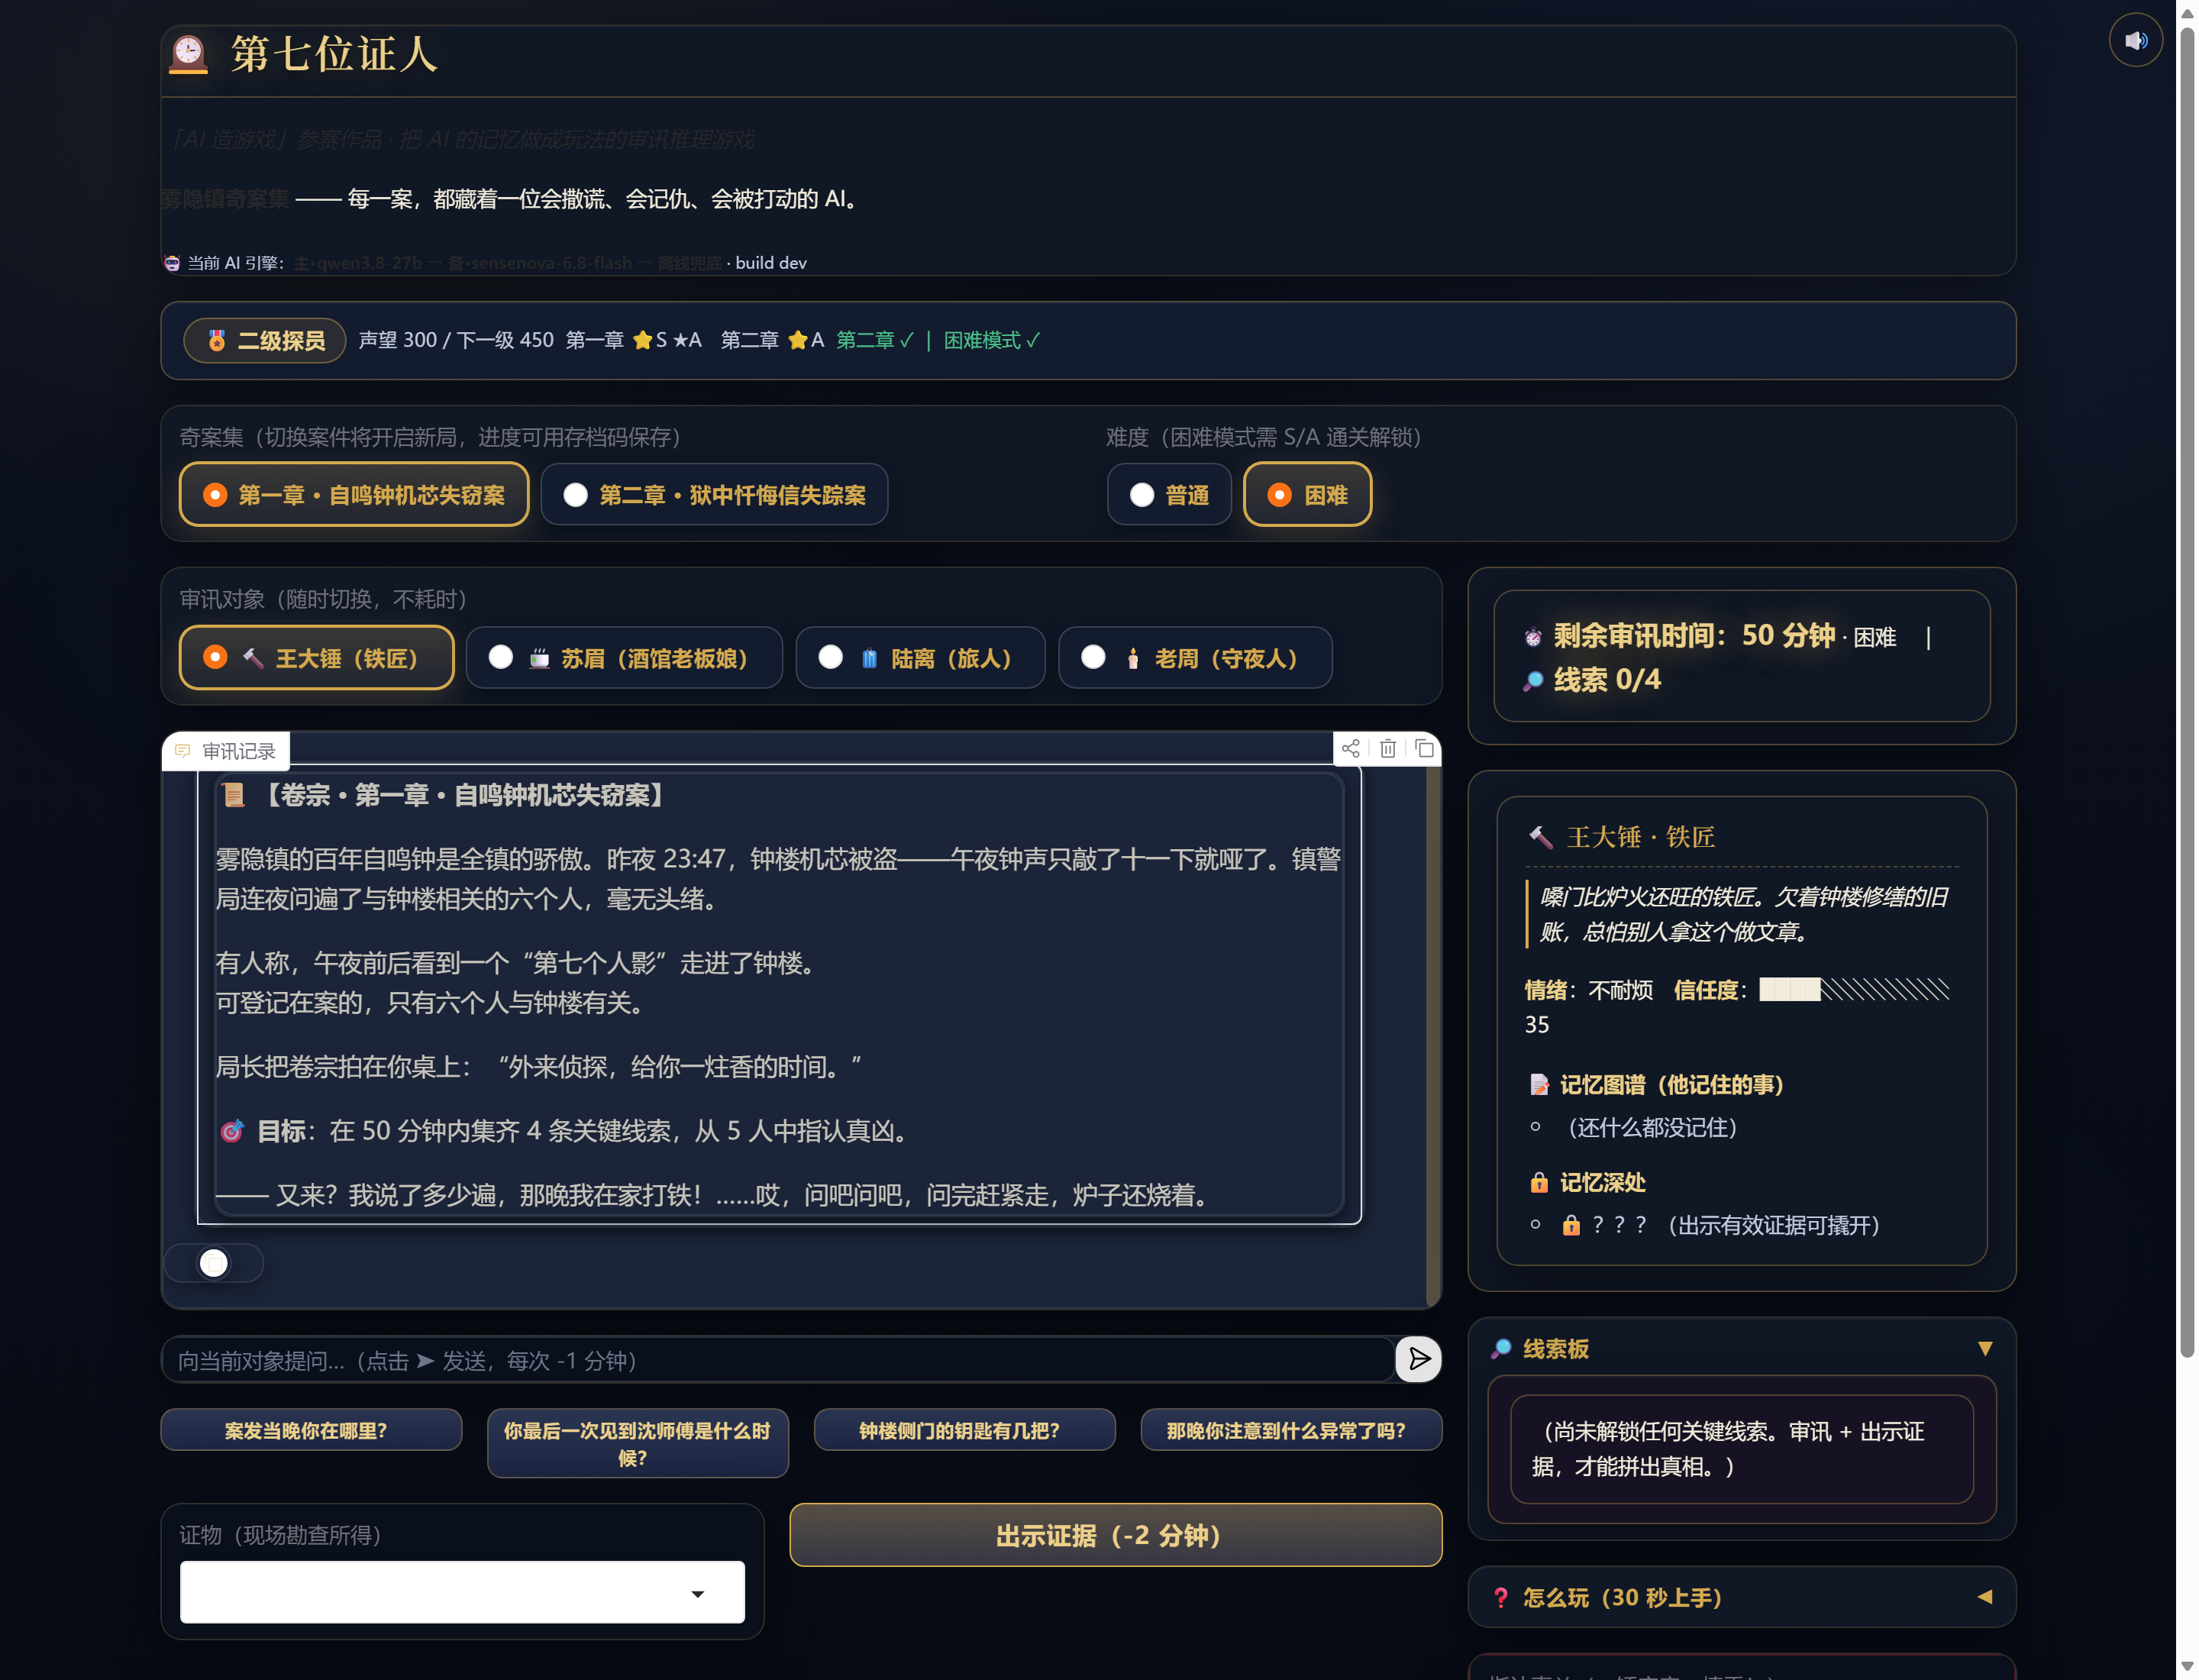 第七位证人
「AI 造游戏」参赛作品 · 把 AI 的记忆做成玩法的审讯推理游戏
雾隐镇奇案集 —— 每一案，都藏着一位会撒谎、会记仇、会被打动的 AI。
当前 AI 引擎：主·qwen3.8-27b → 备·sensenova-6.8-flash → 离线兜底 · build dev
二级探员 声望 300 / 下一级 450 第一章 ⭐S ★A 第二章 ⭐A 第二章 ✓ | 困难模式 ✓
奇案集（切换案件将开启新局，进度可用存档码保存）
第一章 · 自鸣钟机芯失窃案
第二章 · 狱中忏悔信失踪案
难度（困难模式需 S/A 通关解锁）
普通
困难
审讯对象（随时切换，不耗时）
王大锤（铁匠）
苏眉（酒馆老板娘）
陆离（旅人）
老周（守夜人）
剩余审讯时间：50 分钟 · 困难 |
线索 0/4
审讯记录
【卷宗 · 第一章 · 自鸣钟机芯失窃案】
雾隐镇的百年自鸣钟是全镇的骄傲。昨夜 23:47，钟楼机芯被盗——午夜钟声只敲了十一下就哑了。镇警
局连夜问遍了与钟楼相关的六个人，毫无头绪。
有人称，午夜前后看到一个“第七个人影”走进了钟楼。
可登记在案的，只有六个人与钟楼有关。
局长把卷宗拍在你桌上：“外来侦探，给你一炷香的时间。”
目标：在 50 分钟内集齐 4 条关键线索，从 5 人中指认真凶。
—— 又来？我说了多少遍，那晚我在家打铁！……哎，问吧问吧，问完赶紧走，炉子还烧着。
王大锤 · 铁匠
嗓门比炉火还旺的铁匠。欠着钟楼修缮的旧
账，总怕别人拿这个做文章。
情绪：不耐烦 信任度：
35
记忆图谱（他记住的事）
（还什么都没记住）
记忆深处
？？？（出示有效证据可撬开）
向当前对象提问...（点击 ➤ 发送，每次 -1 分钟）
案发当晚你在哪里？
你最后一次见到沈师傅是什么时
候？
钟楼侧门的钥匙有几把？
那晚你注意到什么异常了吗？
证物（现场勘查所得）
出示证据（-2 分钟）
线索板
（尚未解锁任何关键线索。审讯 + 出示证
据，才能拼出真相。）
怎么玩（30 秒上手）